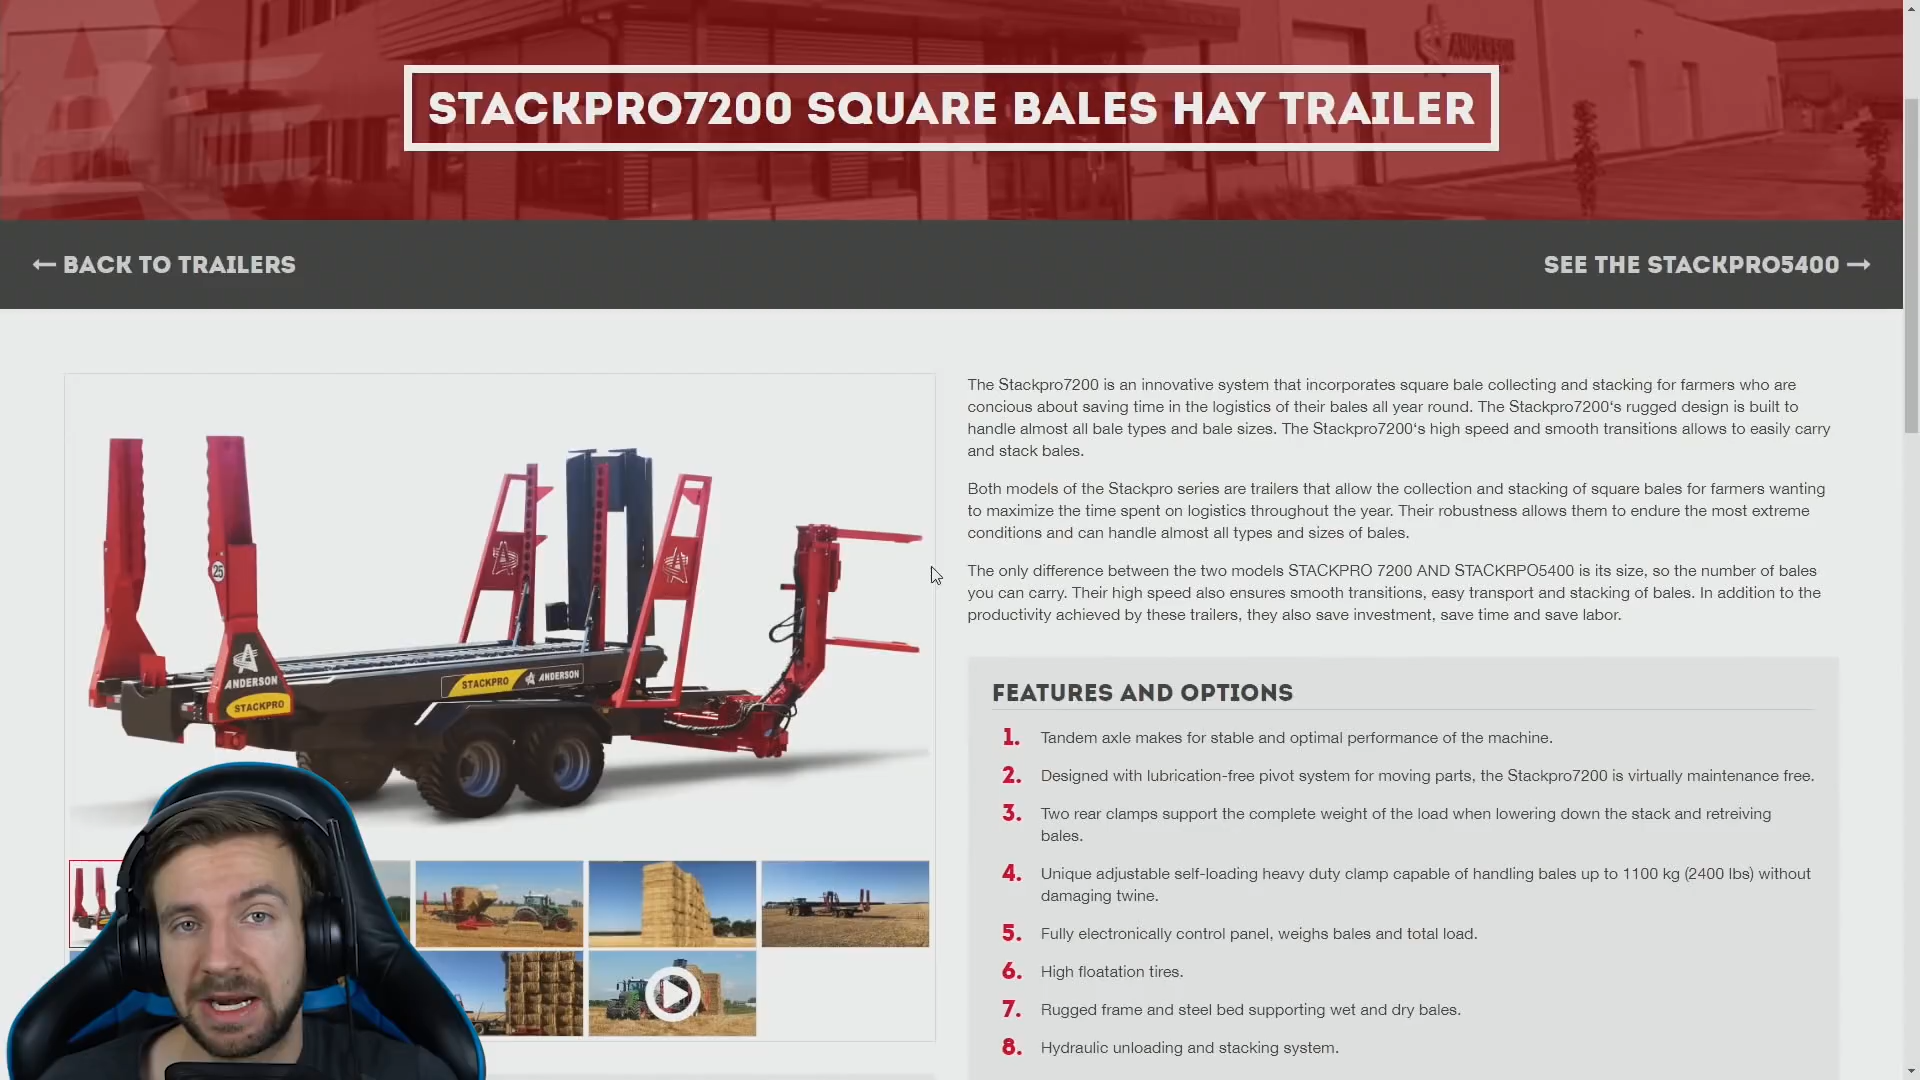 ANDERSON
STACKPRO7200 SQUARE BALES HAY TRAILER
← BACK TO TRAILERS
SEE THE STACKPRO5400 →
25
ANDERSON
STACKPRO
STACKPRO ANDERSON
The Stackpro7200 is an innovative system that incorporates square bale collecting and stacking for farmers who are
concious about saving time in the logistics of their bales all year round. The Stackpro7200‘s rugged design is built to
handle almost all bale types and bale sizes. The Stackpro7200‘s high speed and smooth transitions allows to easily carry
and stack bales.
Both models of the Stackpro series are trailers that allow the collection and stacking of square bales for farmers wanting
to maximize the time spent on logistics throughout the year. Their robustness allows them to endure the most extreme
conditions and can handle almost all types and sizes of bales.
The only difference between the two models STACKPRO 7200 AND STACKRPO5400 is its size, so the number of bales
you can carry. Their high speed also ensures smooth transitions, easy transport and stacking of bales. In addition to the
productivity achieved by these trailers, they also save investment, save time and save labor.
FEATURES AND OPTIONS
1. Tandem axle makes for stable and optimal performance of the machine.
2. Designed with lubrication-free pivot system for moving parts, the Stackpro7200 is virtually maintenance free.
3. Two rear clamps support the complete weight of the load when lowering down the stack and retreiving
bales.
4. Unique adjustable self-loading heavy duty clamp capable of handling bales up to 1100 kg (2400 lbs) without
damaging twine.
5. Fully electronically control panel, weighs bales and total load.
6. High floatation tires.
7. Rugged frame and steel bed supporting wet and dry bales.
8. Hydraulic unloading and stacking system.